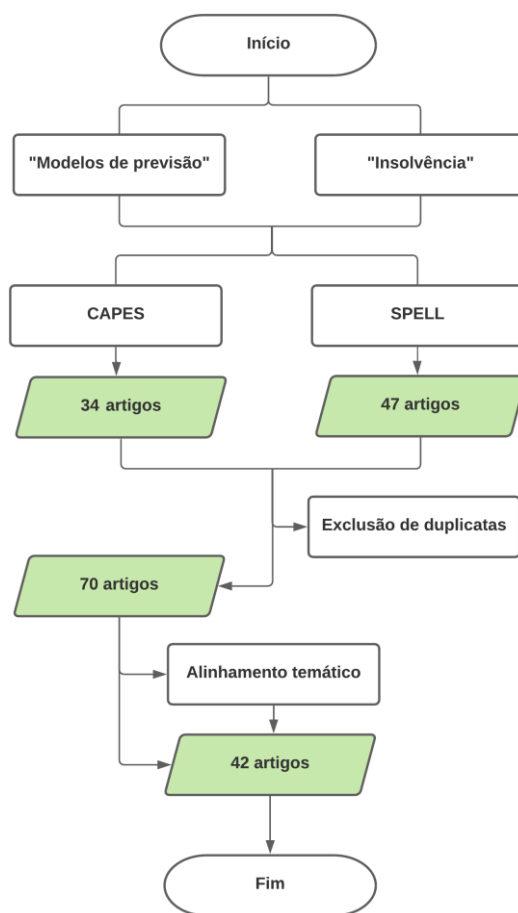 Início
"Modelos de previsão"
"Insolvência"
CAPES
SPELL
34 artigos
47 artigos
Exclusão de duplicatas
70 artigos
Alinhamento temático
42 artigos
Fim